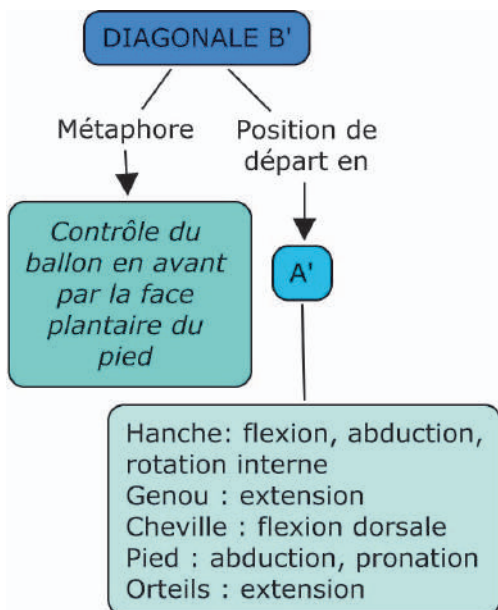 DIAGONALE B'
Métaphore
Position de
départ en
Contrôle du
ballon en avant
par la face
plantaire du
pied
A'
Hanche: flexion, abduction,
rotation interne
Genou : extension
Cheville : flexion dorsale
Pied : abduction, pronation
Orteils : extension